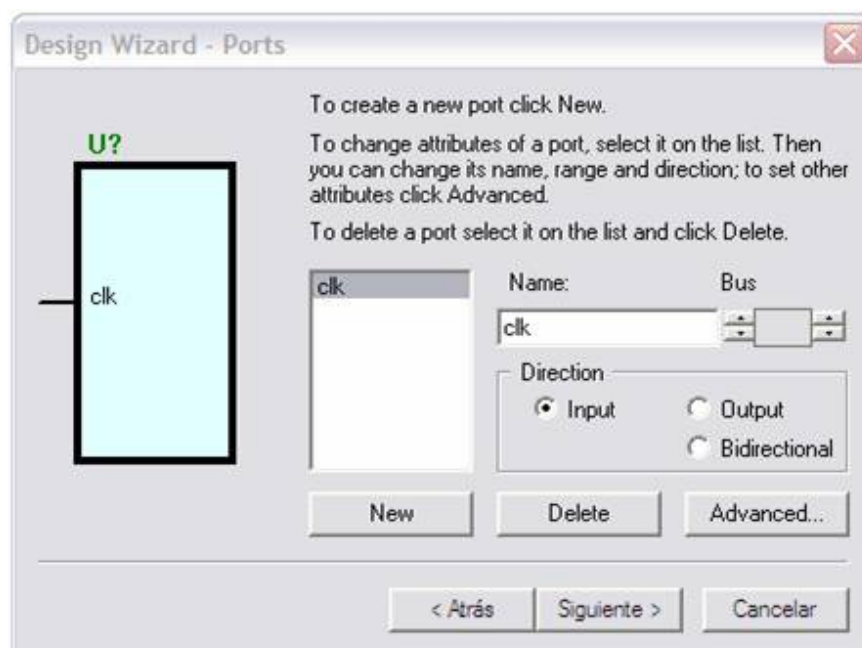 Design Wizard - Ports
To create a new port click New.
U?
To change attributes of a port, select it on the list. Then
you can change its name, range and direction; to set other
attributes click Advanced.
To delete a port select it on the list and click Delete.
clk
clk
Name:
Bus
clk
Direction
Input
Output
Bidirectional
New
Delete
Advanced...
< Atrás
Siguiente >
Cancelar